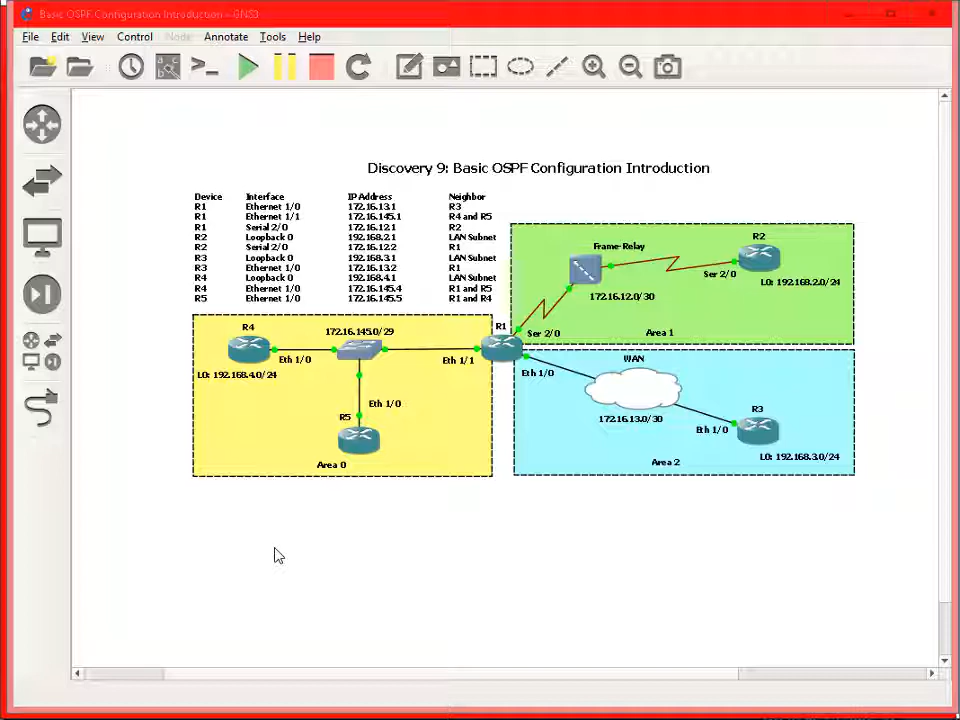 Basic OSPF Configuration Introduction - GNS3
File Edit View Control Node Annotate Tools Help
Discovery 9: Basic OSPF Configuration Introduction
Device Interface IP Address Neighbor
R1 Ethernet 1/0 172.16.13.1 R3
R1 Ethernet 1/1 172.16.145.1 R4 and R5
R1 Serial 2/0 172.16.12.1 R2
R2 Loopback 0 192.168.2.1 LAN Subnet
R2 Serial 2/0 172.16.12.2 R1
R3 Loopback 0 192.168.3.1 LAN Subnet
R3 Ethernet 1/0 172.16.13.2 R1
R4 Loopback 0 192.168.4.1 LAN Subnet
R4 Ethernet 1/0 172.16.145.4 R1 and R5
R5 Ethernet 1/0 172.16.145.5 R1 and R4
R2
Frame-Relay
Ser 2/0
L0: 192.168.2.0/24
172.16.12.0/30
R1
Ser 2/0
Area 1
R4
172.16.145.0/29
Eth 1/0
Eth 1/1
L0: 192.168.4.0/24
Eth 1/0
R5
Area 0
WAN
Eth 1/0
172.16.13.0/30
R3
Eth 1/0
L0: 192.168.3.0/24
Area 2